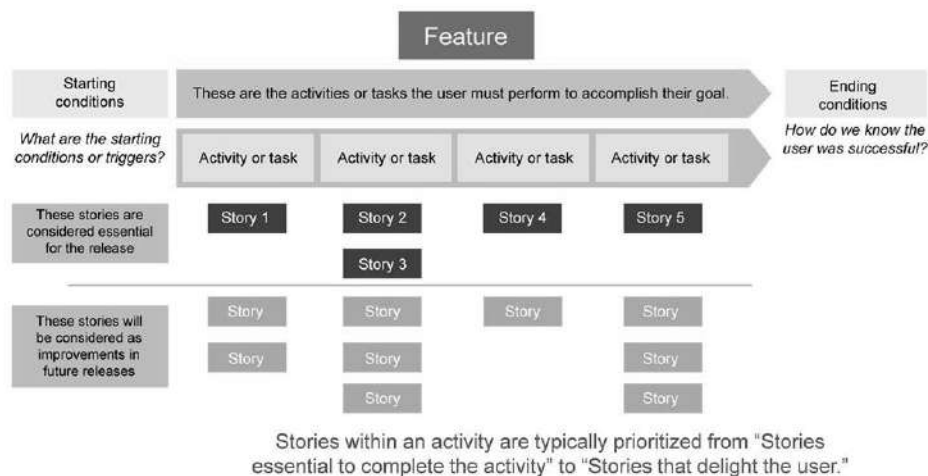 Feature
Starting
conditions
These are the activities or tasks the user must perform to accomplish their goal.
Ending
conditions
What are the starting
conditions or triggers?
Activity or task
Activity or task
Activity or task
Activity or task
How do we know the
user was successful?
These stories are
considered essential
for the release
Story 1
Story 2
Story 4
Story 5
Story 3
These stories will
be considered as
improvements in
future releases
Story
Story
Story
Story
Story
Story
Story
Story
Story
Stories within an activity are typically prioritized from “Stories
essential to complete the activity” to “Stories that delight the user.”